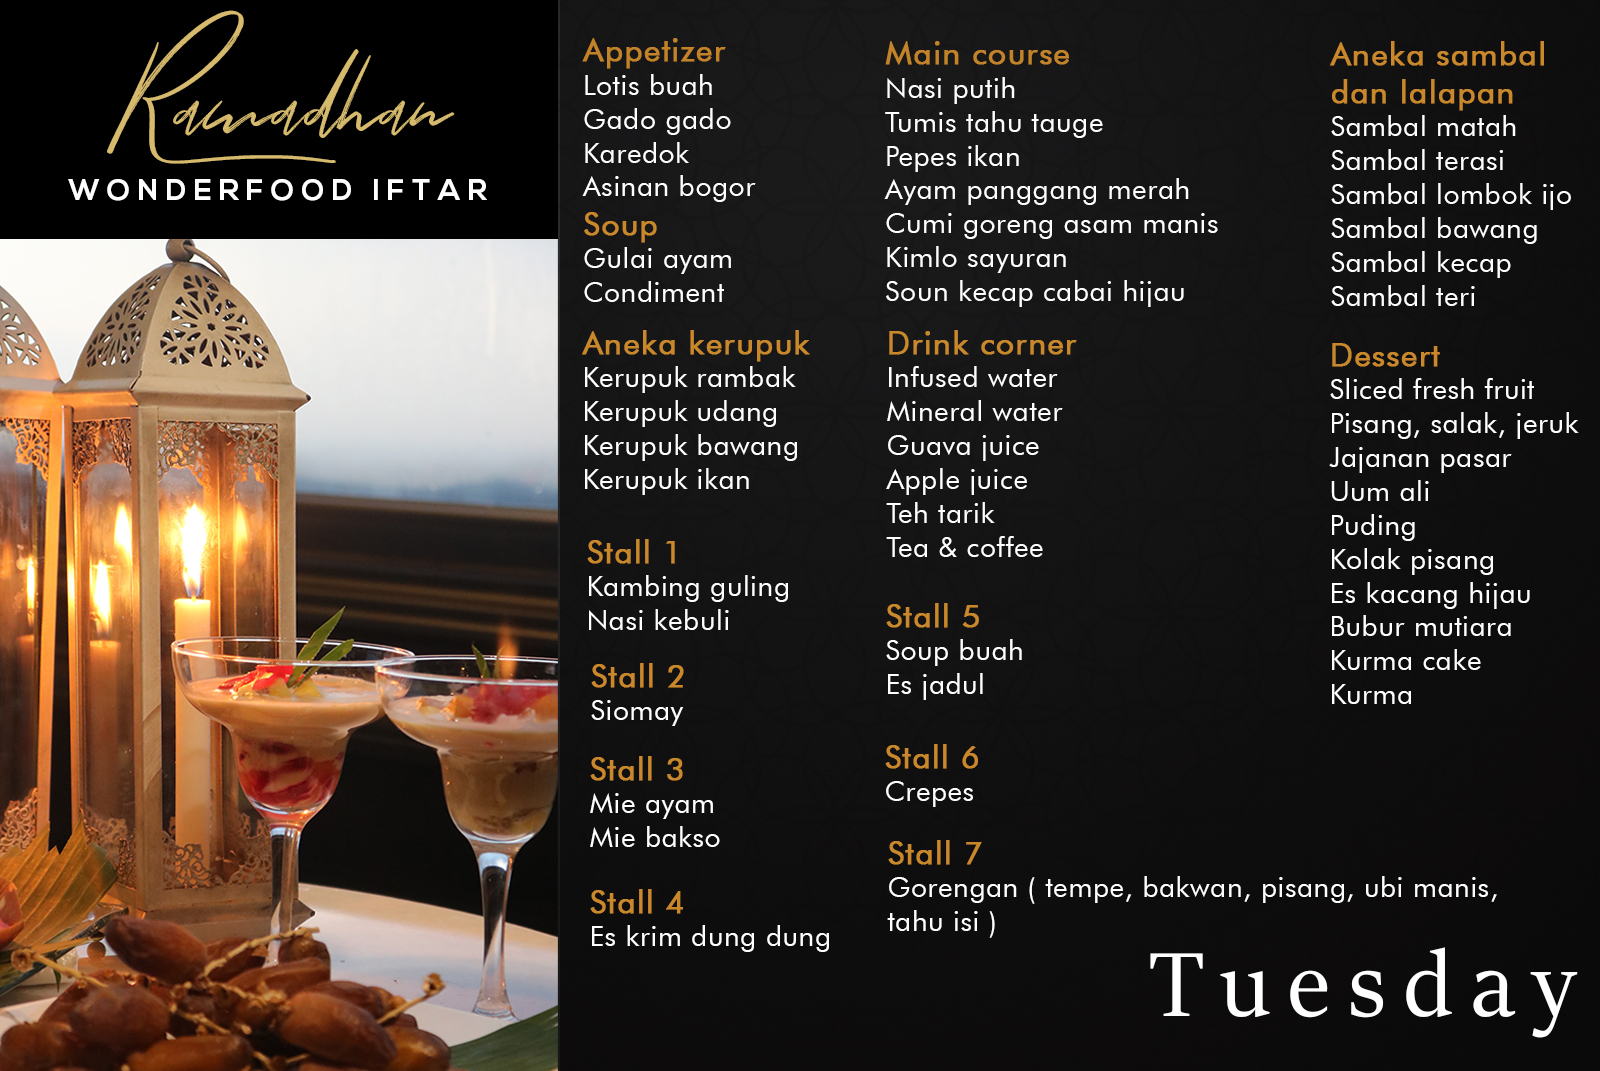 Ramadhan
WONDERFOOD IFTAR
Appetizer
Lotis buah
Gado gado
Karedok
Asinan bogor
Soup
Gulai ayam
Condiment
Aneka kerupuk
Kerupuk rambak
Kerupuk udang
Kerupuk bawang
Kerupuk ikan
Stall 1
Kambing guling
Nasi kebuli
Stall 2
Siomay
Stall 3
Mie ayam
Mie bakso
Stall 4
Es krim dung dung
Main course
Nasi putih
Tumis tahu tauge
Pepes ikan
Ayam panggang merah
Cumi goreng asam manis
Kimlo sayuran
Soun kecap cabai hijau
Drink corner
Infused water
Mineral water
Guava juice
Apple juice
Teh tarik
Tea & coffee
Stall 5
Soup buah
Es jadul
Stall 6
Crepes
Stall 7
Gorengan ( tempe, bakwan, pisang, ubi manis,
tahu isi )
Aneka sambal
dan lalapan
Sambal matah
Sambal terasi
Sambal lombok ijo
Sambal bawang
Sambal kecap
Sambal teri
Dessert
Sliced fresh fruit
Pisang, salak, jeruk
Jajanan pasar
Uum ali
Puding
Kolak pisang
Es kacang hijau
Bubur mutiara
Kurma cake
Kurma
Tuesday